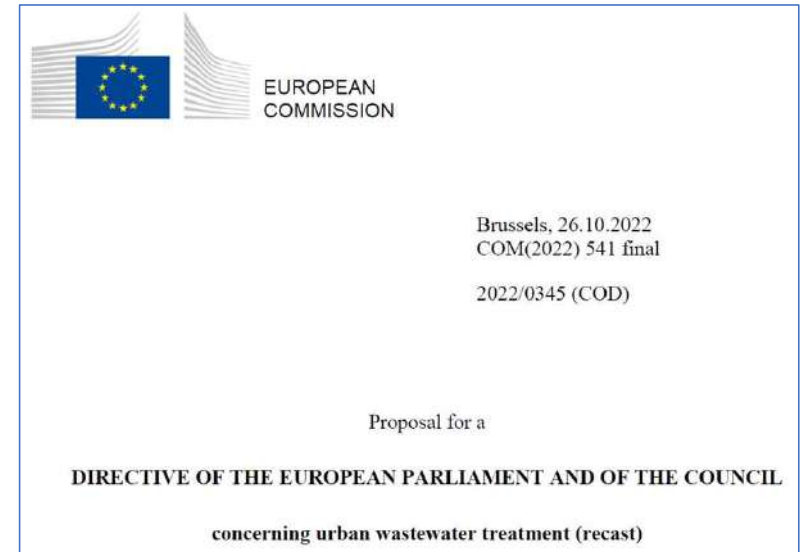 EUROPEAN
COMMISSION
Brussels, 26.10.2022
COM(2022) 541 final
2022/0345 (COD)
Proposal for a
DIRECTIVE OF THE EUROPEAN PARLIAMENT AND OF THE COUNCIL
concerning urban wastewater treatment (recast)